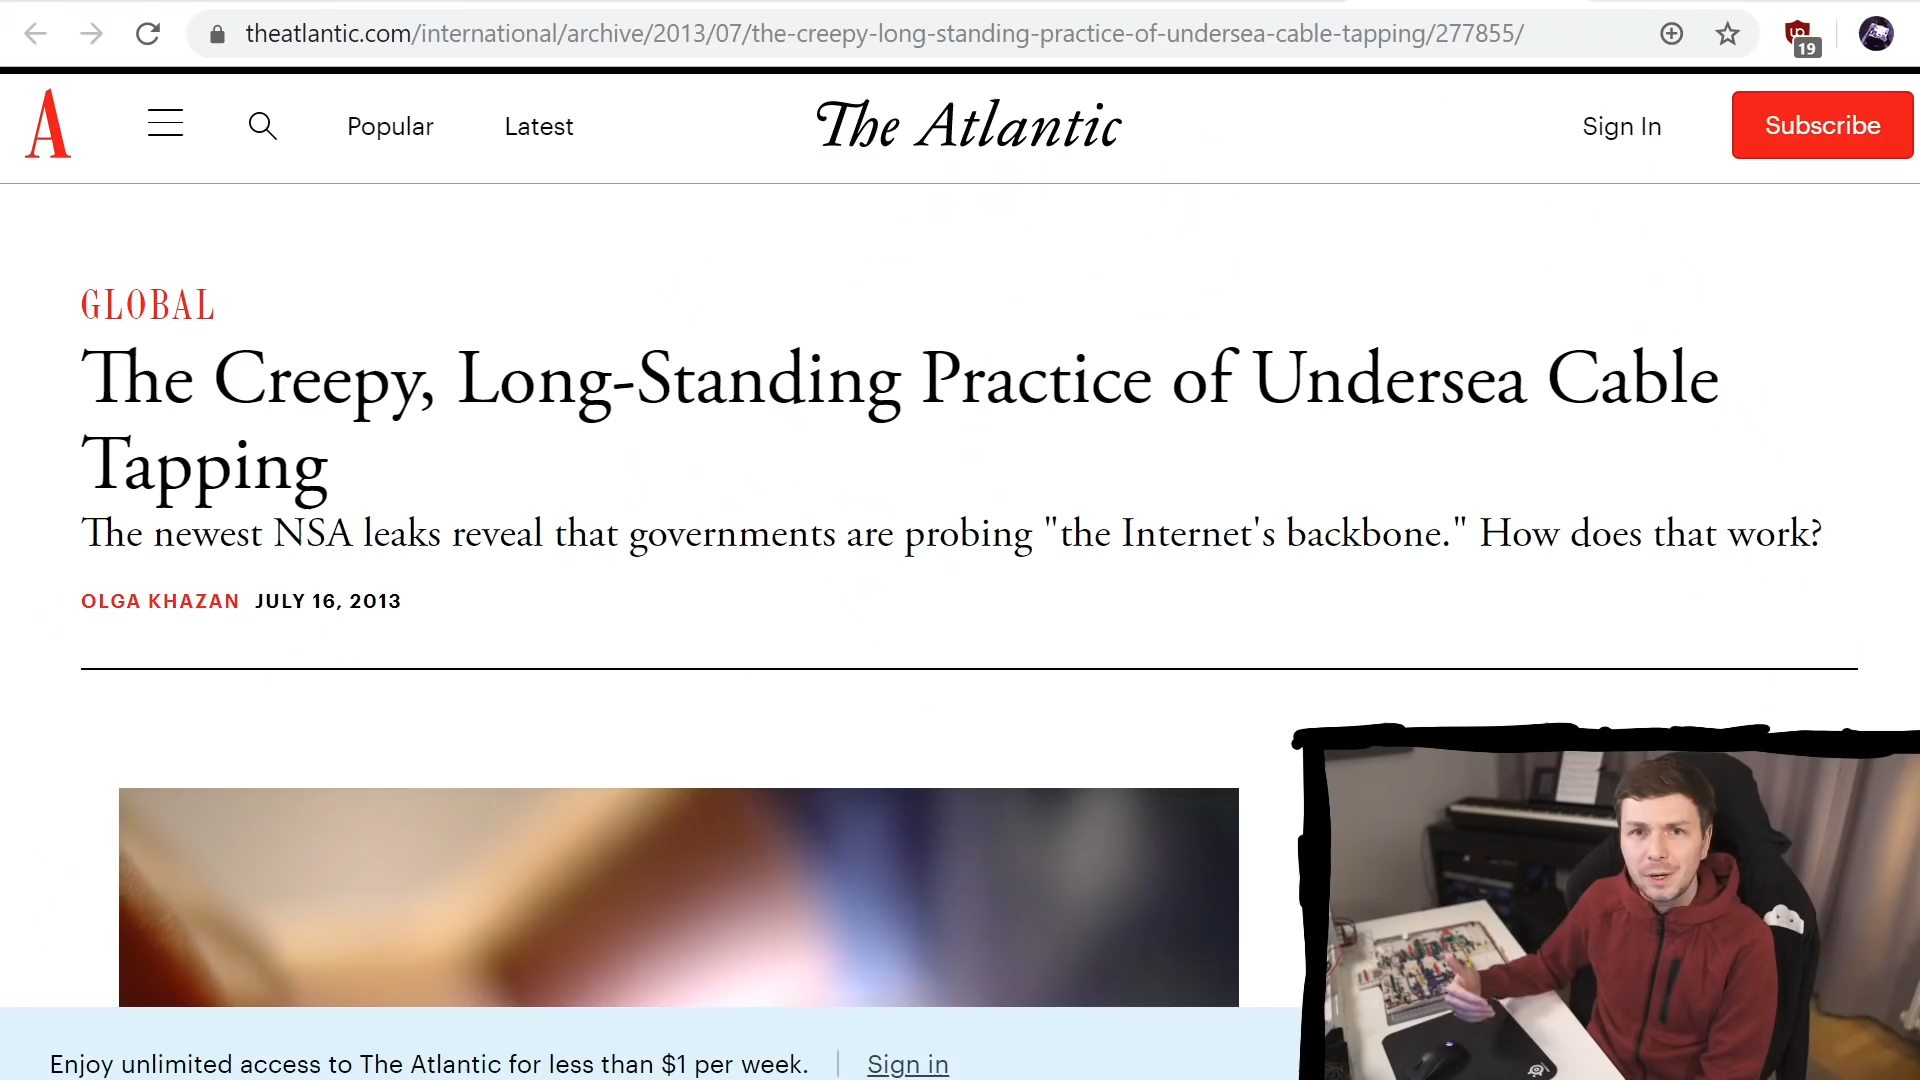 theatlantic.com/international/archive/2013/07/the-creepy-long-standing-practice-of-undersea-cable-tapping/277855/
19
A
Popular
Latest
The Atlantic
Sign In
Subscribe
GLOBAL
The Creepy, Long-Standing Practice of Undersea Cable
Tapping
The newest NSA leaks reveal that governments are probing "the Internet's backbone." How does that work?
OLGA KHAZAN JULY 16, 2013
Enjoy unlimited access to The Atlantic for less than $1 per week. | Sign in